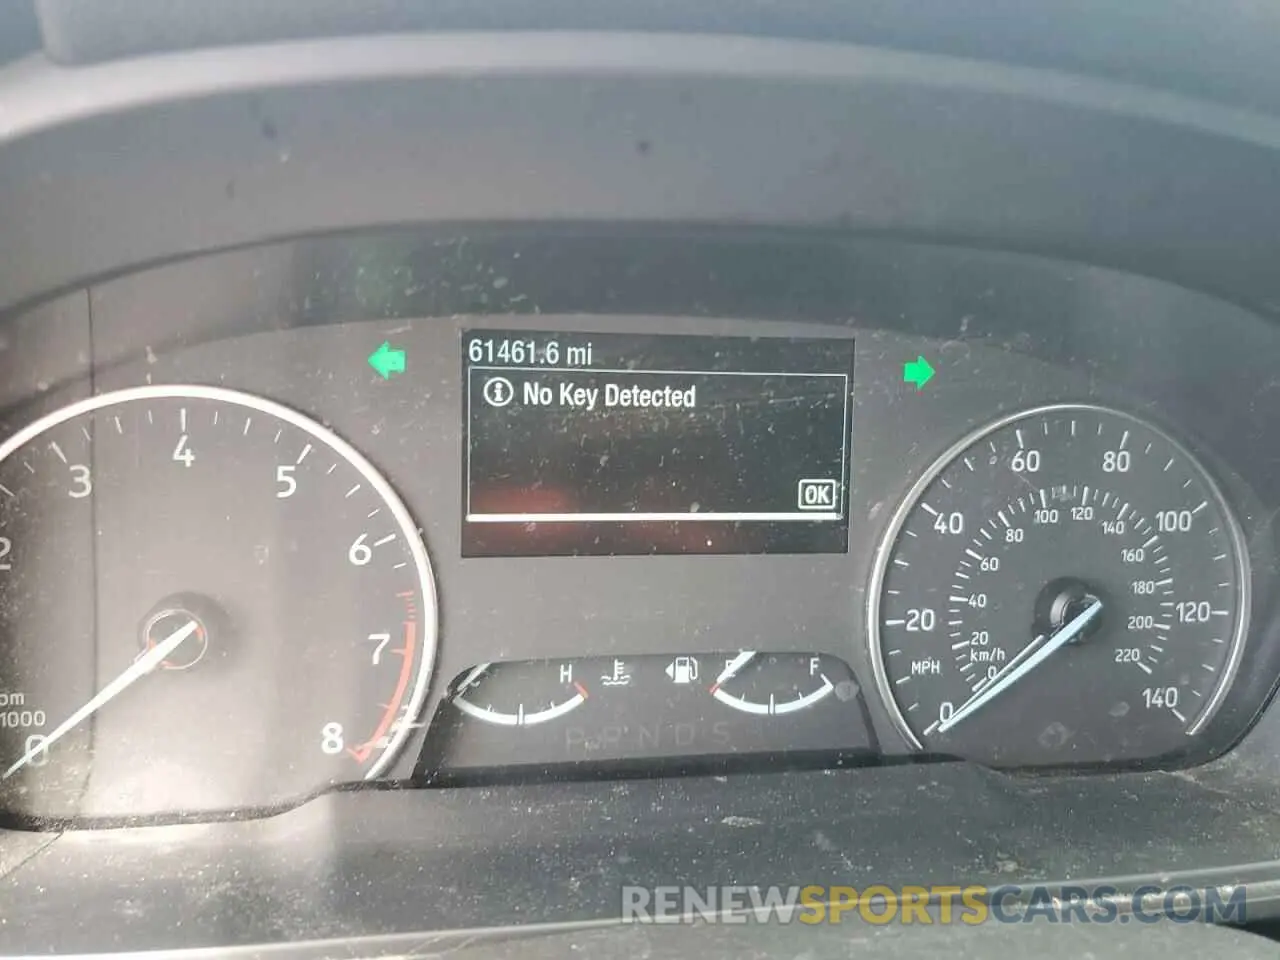 61461.6 mi
No Key Detected
OK
2 3 4 5 6 7 8
0
1000
20 40 60 80 100 120 140
MPH
0 20 40 60 80 100 120 140 160 180 200 220
km/h
0
H
E F
P R N D S
RENEWSPORTSCARS.COM